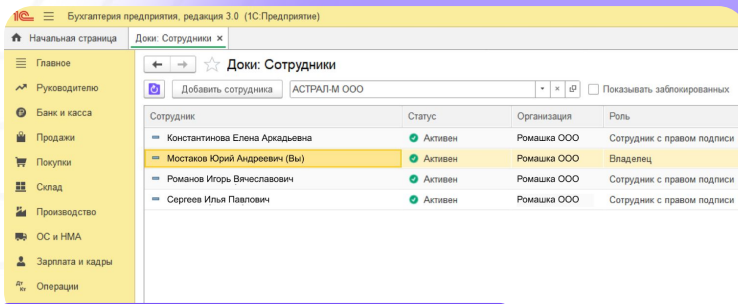 1С Бухгалтерия предприятия, редакция 3.0 (1С:Предприятие)
Начальная страница Доки: Сотрудники ×
Главное
Руководителю
Банк и касса
Продажи
Покупки
Склад
Производство
ОС и НМА
Зарплата и кадры
Дт Кт Операции
Доки: Сотрудники
Добавить сотрудника АСТРАЛ-М ООО Показывать заблокированных
Сотрудник Статус Организация Роль
Константинова Елена Аркадьевна Активен Ромашка ООО Сотрудник с правом подписи
Мостаков Юрий Андреевич (Вы) Активен Ромашка ООО Владелец
Романов Игорь Вячеславович Активен Ромашка ООО Сотрудник с правом подписи
Сергеев Илья Павлович Активен Ромашка ООО Сотрудник с правом подписи